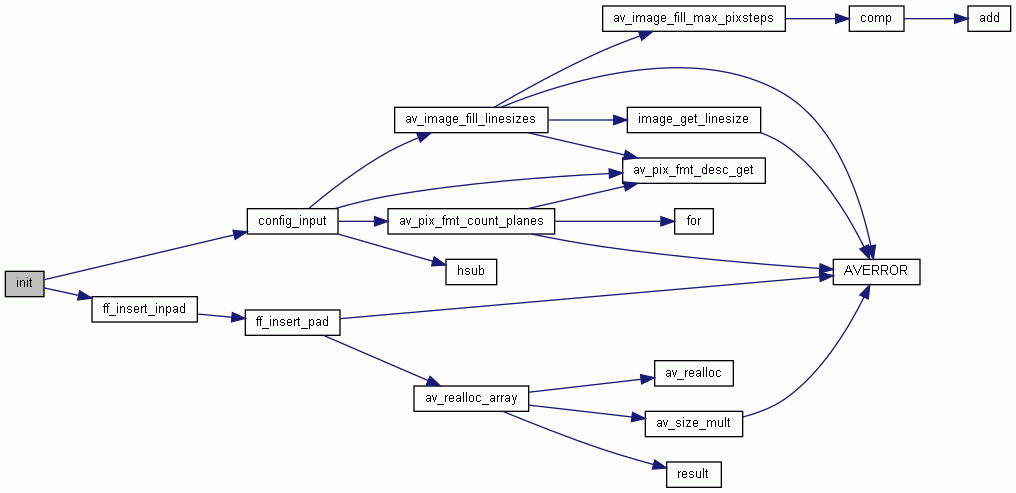 av_image_fill_max_pixsteps
comp
add
av_image_fill_linesizes
image_get_linesize
av_pix_fmt_desc_get
config_input
av_pix_fmt_count_planes
for
hsub
AVERROR
init
ff_insert_inpad
ff_insert_pad
av_realloc
av_realloc_array
av_size_mult
result